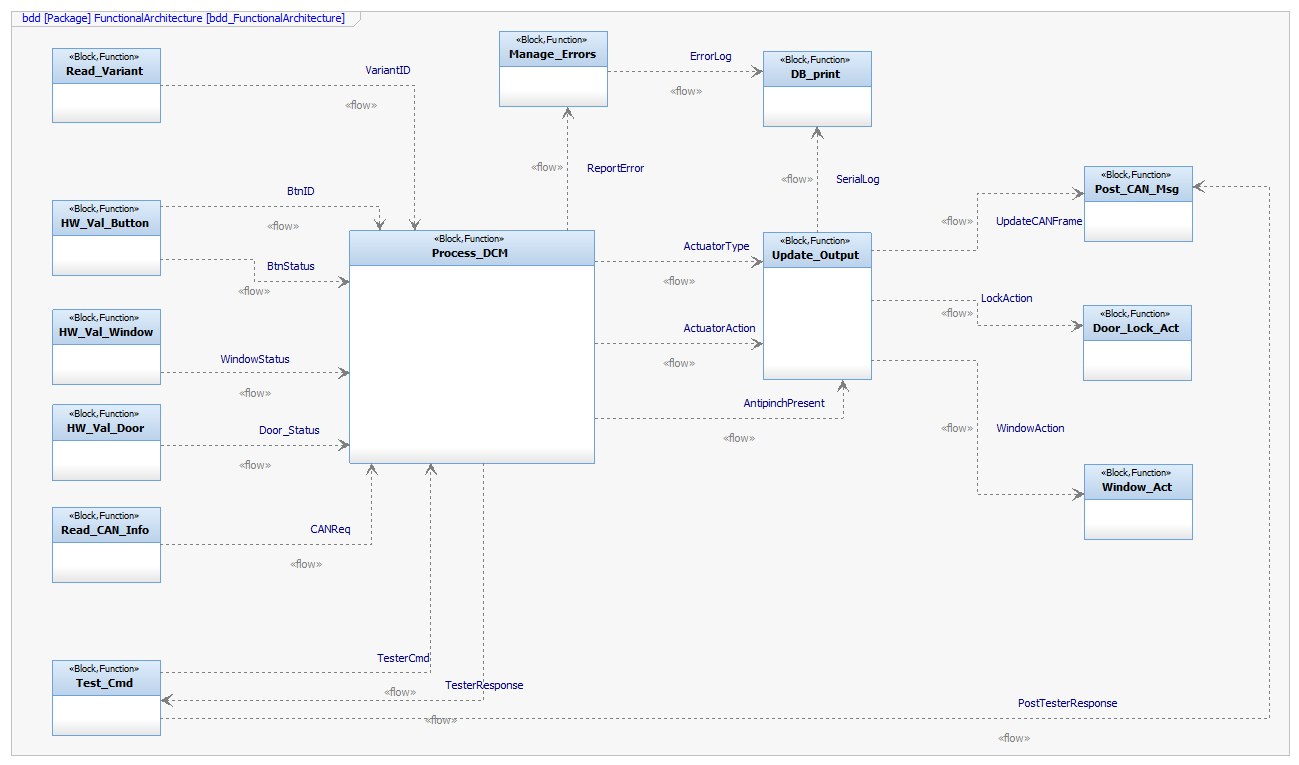 bdd [Package] FunctionalArchitecture [bdd_FunctionalArchitecture]
«Block,Function»
Read_Variant
VariantID
«flow»
«Block,Function»
Manage_Errors
ErrorLog
«flow»
«Block,Function»
DB_print
«flow»
ReportError
«flow»
SerialLog
«Block,Function»
HW_Val_Button
BtnID
«flow»
BtnStatus
«flow»
«Block,Function»
Process_DCM
ActuatorType
«flow»
ActuatorAction
«flow»
AntipinchPresent
«flow»
«Block,Function»
Update_Output
«flow»
UpdateCANFrame
«Block,Function»
Post_CAN_Msg
LockAction
«flow»
«Block,Function»
Door_Lock_Act
«flow»
WindowAction
«Block,Function»
Window_Act
«Block,Function»
HW_Val_Window
WindowStatus
«flow»
«Block,Function»
HW_Val_Door
Door_Status
«flow»
«Block,Function»
Read_CAN_Info
CANReq
«flow»
«Block,Function»
Test_Cmd
TesterCmd
«flow»
TesterResponse
«flow»
PostTesterResponse
«flow»